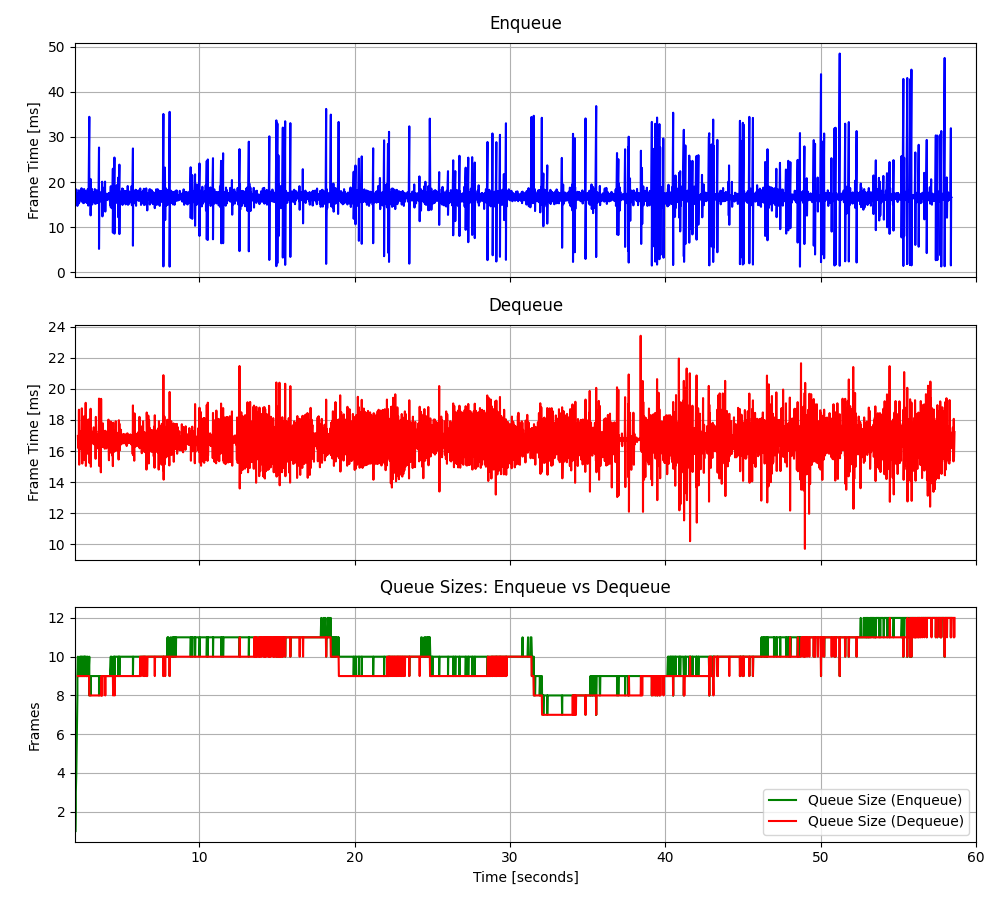 Enqueue
Frame Time [ms]
50
40
30
20
10
0
Dequeue
Frame Time [ms]
24
22
20
18
16
14
12
10
Queue Sizes: Enqueue vs Dequeue
Frames
12
10
8
6
4
2
Queue Size (Enqueue)
Queue Size (Dequeue)
10 20 30 40 50 60
Time [seconds]